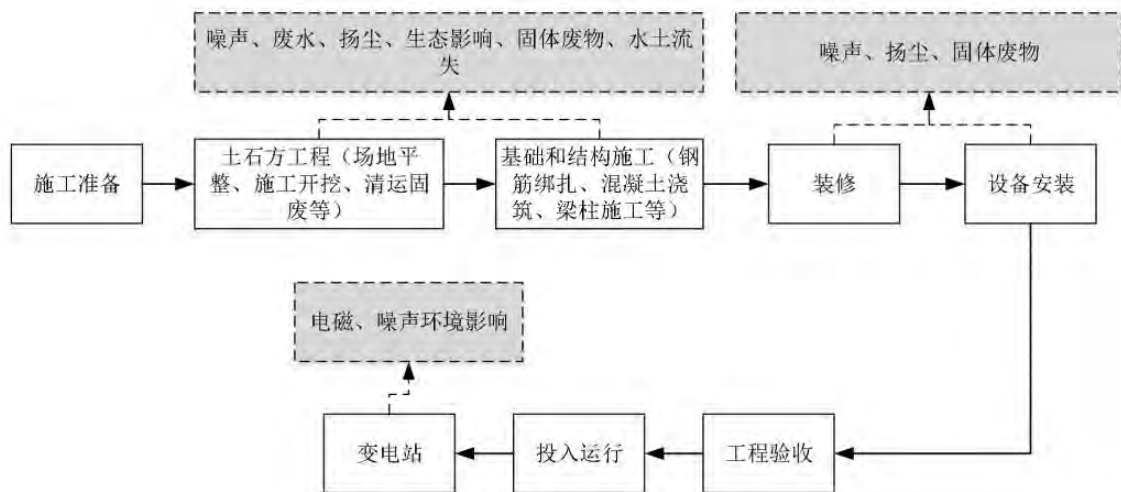 噪声、废水、扬尘、生态影响、固体废物、水土流
失
噪声、扬尘、固体废物
施工准备
土石方工程（场地平
整、施工开挖、清运固
废等）
基础和结构施工（钢
筋绑扎、混凝土浇
筑、梁柱施工等）
装修
设备安装
电磁、噪声环境影响
变电站
投入运行
工程验收